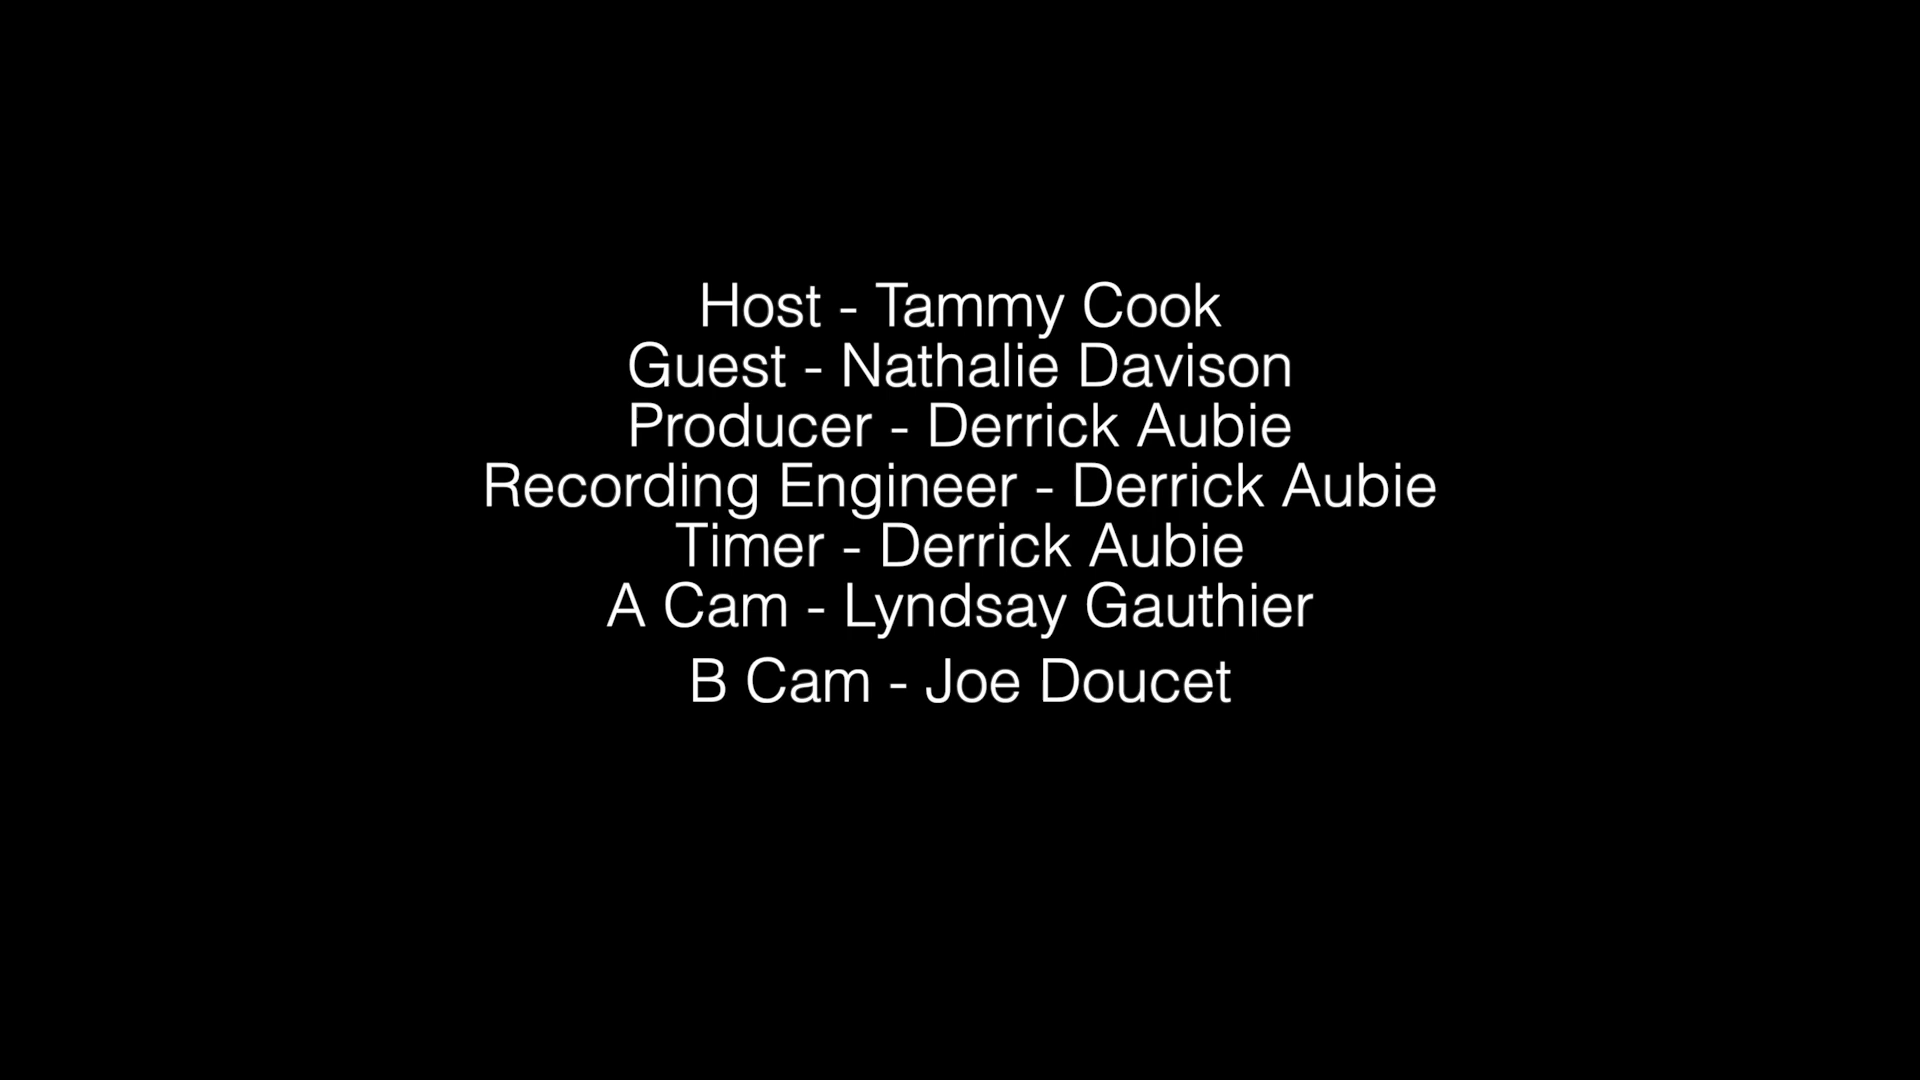 Host - Tammy Cook
Guest - Nathalie Davison
Producer - Derrick Aubie
Recording Engineer - Derrick Aubie
Timer - Derrick Aubie
A Cam - Lyndsay Gauthier
B Cam - Joe Doucet